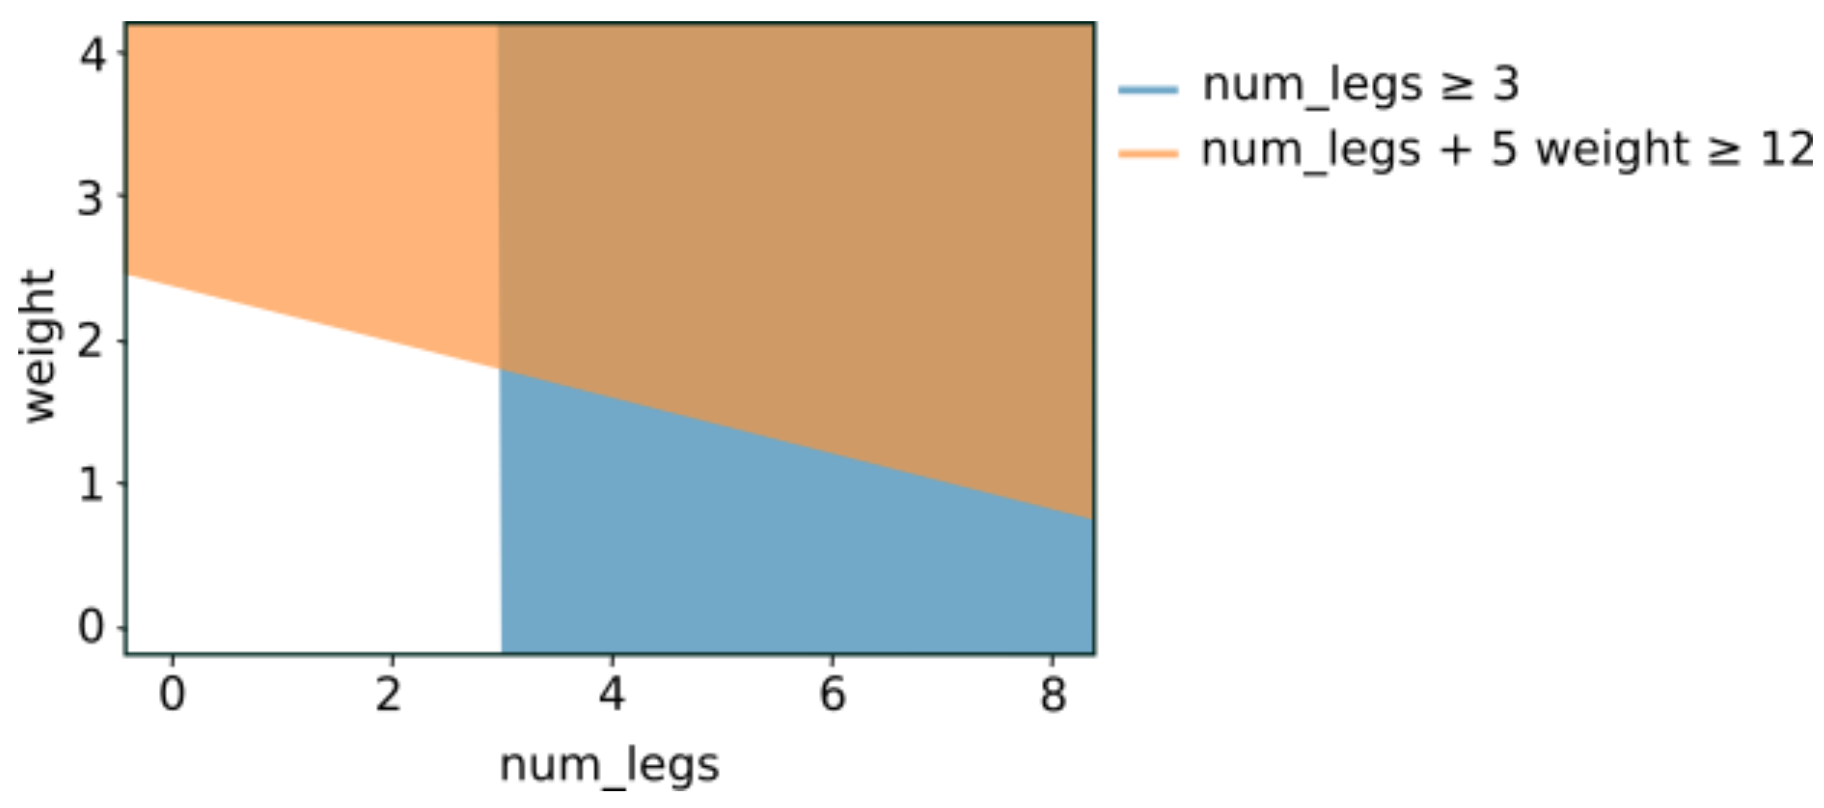 4
3
2
1
0
weight
0 2 4 6 8
num_legs
num_legs ≥ 3
num_legs + 5 weight ≥ 12